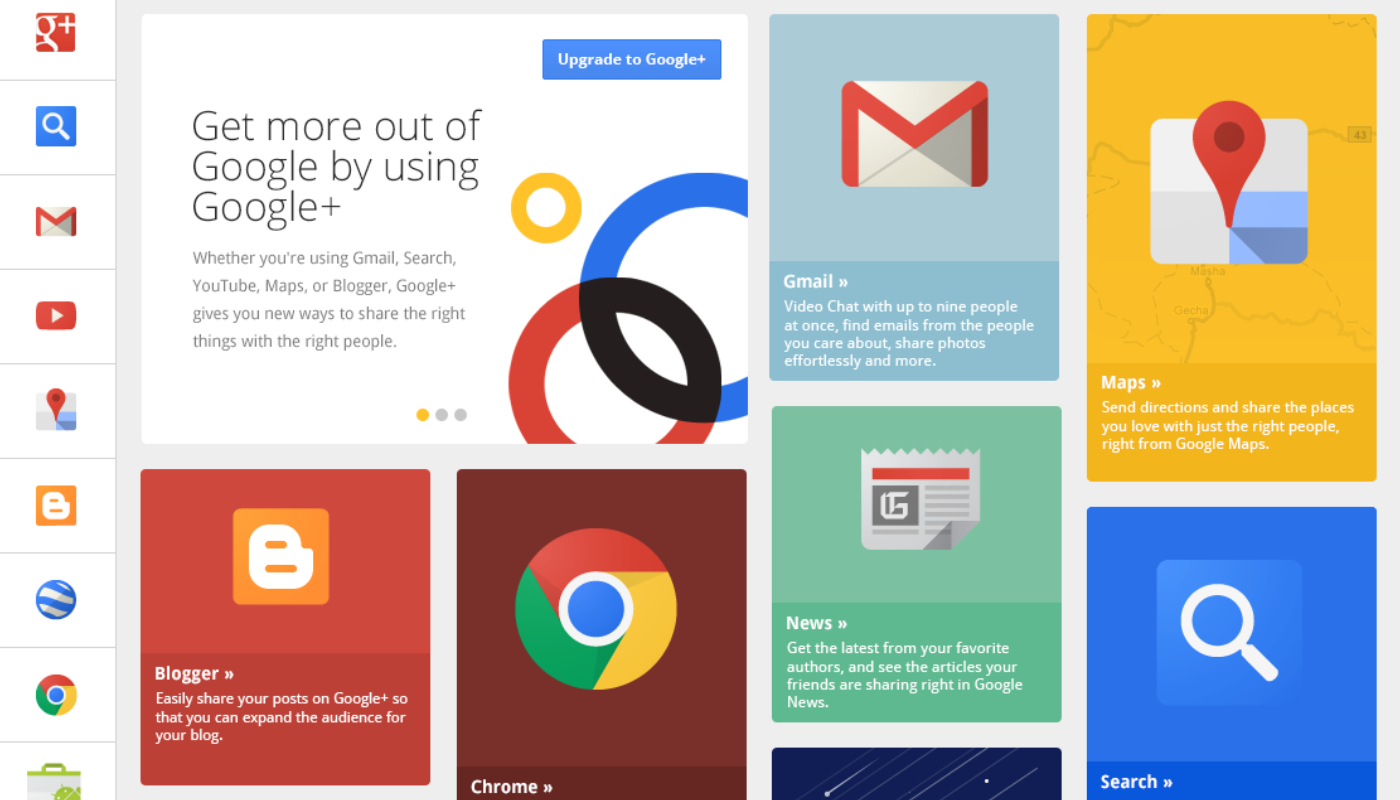 g+
Upgrade to Google+
Get more out of
Google by using
Google+
Whether you're using Gmail, Search,
YouTube, Maps, or Blogger, Google+
gives you new ways to share the right
things with the right people.
Gmail »
Video Chat with up to nine people
at once, find emails from the people
you care about, share photos
effortlessly and more.
43
Masha
Gecha
Maps »
Send directions and share the places
you love with just the right people,
right from Google Maps.
Blogger »
Easily share your posts on Google+ so
that you can expand the audience for
your blog.
Chrome »
G
News »
Get the latest from your favorite
authors, and see the articles your
friends are sharing right in Google
News.
Search »